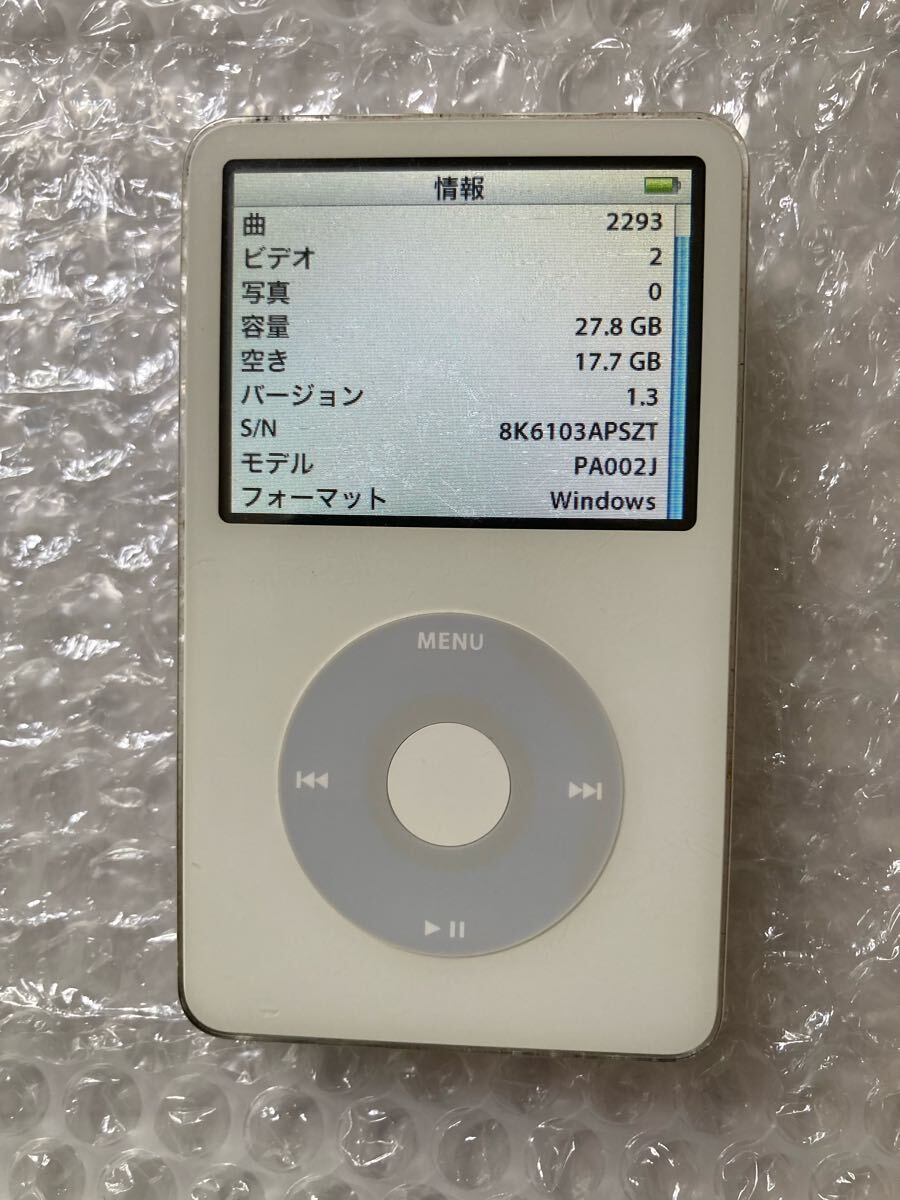 情報
曲 2293
ビデオ 2
写真 0
容量 27.8 GB
空き 17.7 GB
バージョン 1.3
S/N 8K6103APSZT
モデル PA002J
フォーマット Windows
MENU